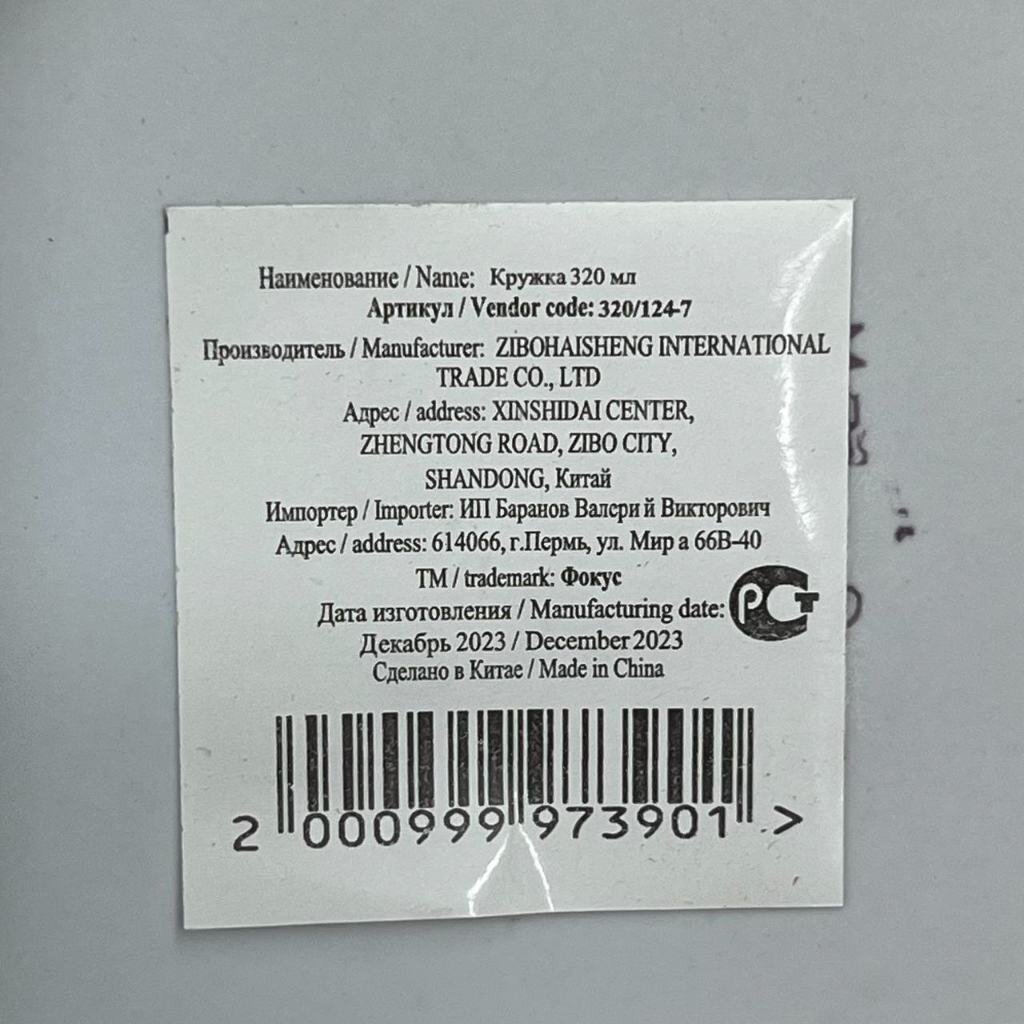 Наименование / Name: Кружка 320 мл
Артикул / Vendor code: 320/124-7
Производитель / Manufacturer: ZIBOHAISHENG INTERNATIONAL
TRADE CO., LTD
Адрес / address: XINSHIDAI CENTER,
ZHENGTONG ROAD, ZIBO CITY,
SHANDONG, Китай
Импортер / Importer: ИП Баранов Валери й Викторович
Адрес / address: 614066, г.Пермь, ул. Мир а 66В-40
ТМ / trademark: Фокус
Дата изготовления / Manufacturing date:
РСТ
Декабрь 2023 / December 2023
Сделано в Китае / Made in China
2 000999 973901 >